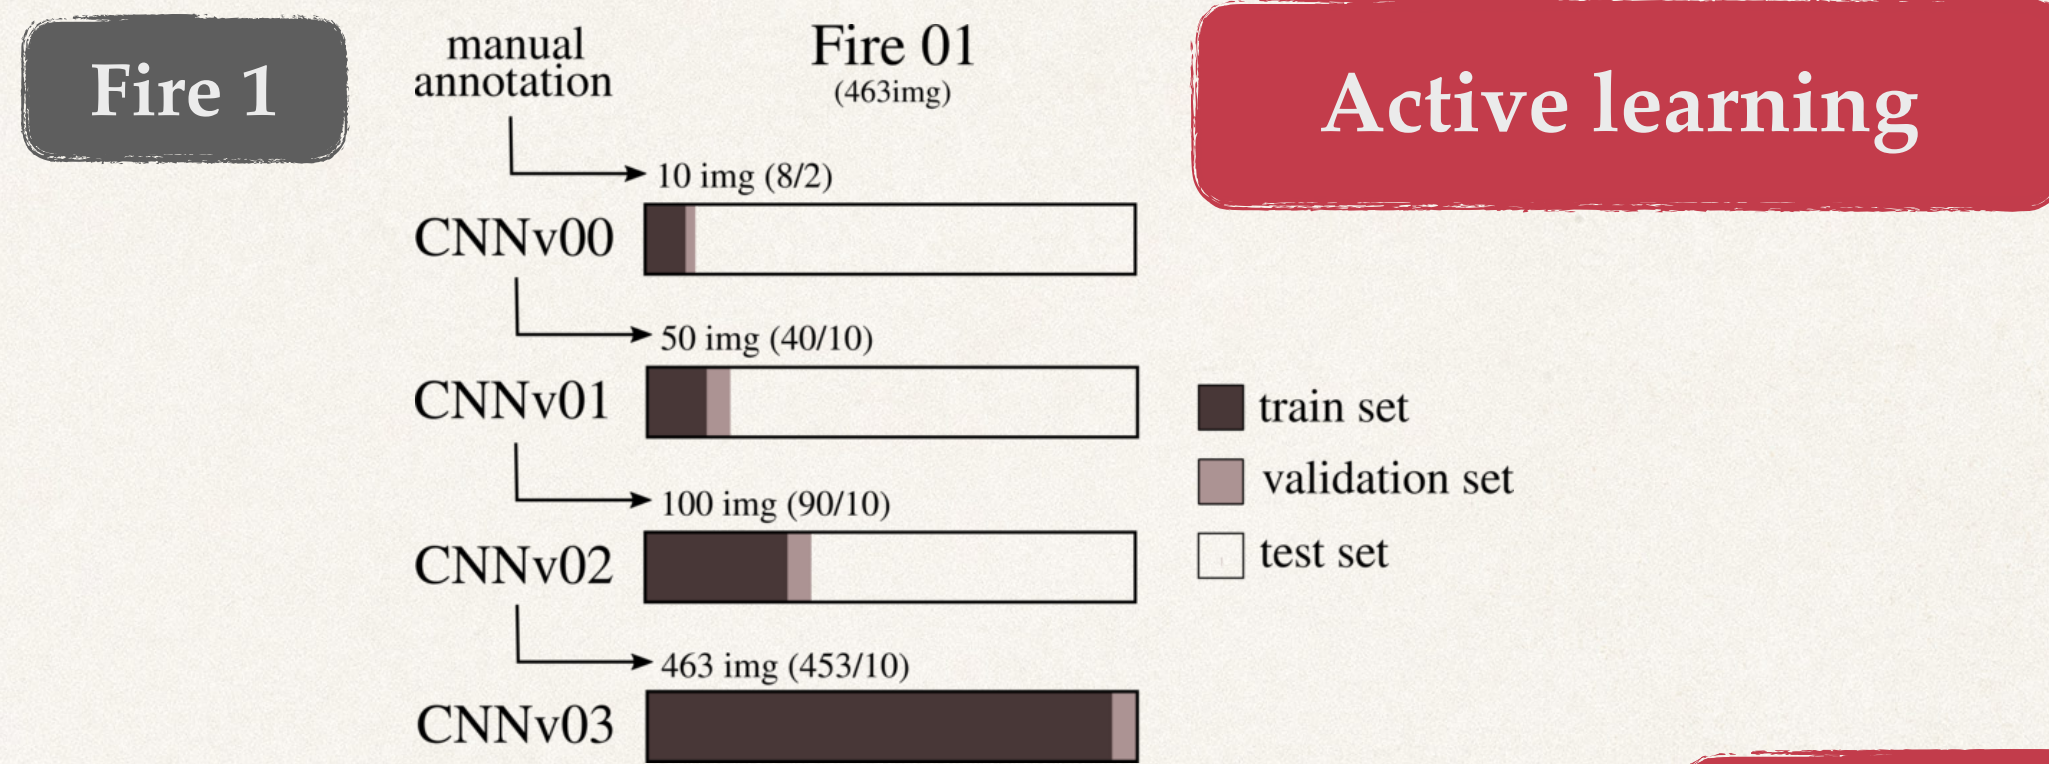 Fire 1
manual
annotation
Fire 01
(463img)
Active learning
10 img (8/2)
CNNv00
50 img (40/10)
CNNv01
100 img (90/10)
CNNv02
463 img (453/10)
CNNv03
train set
validation set
test set